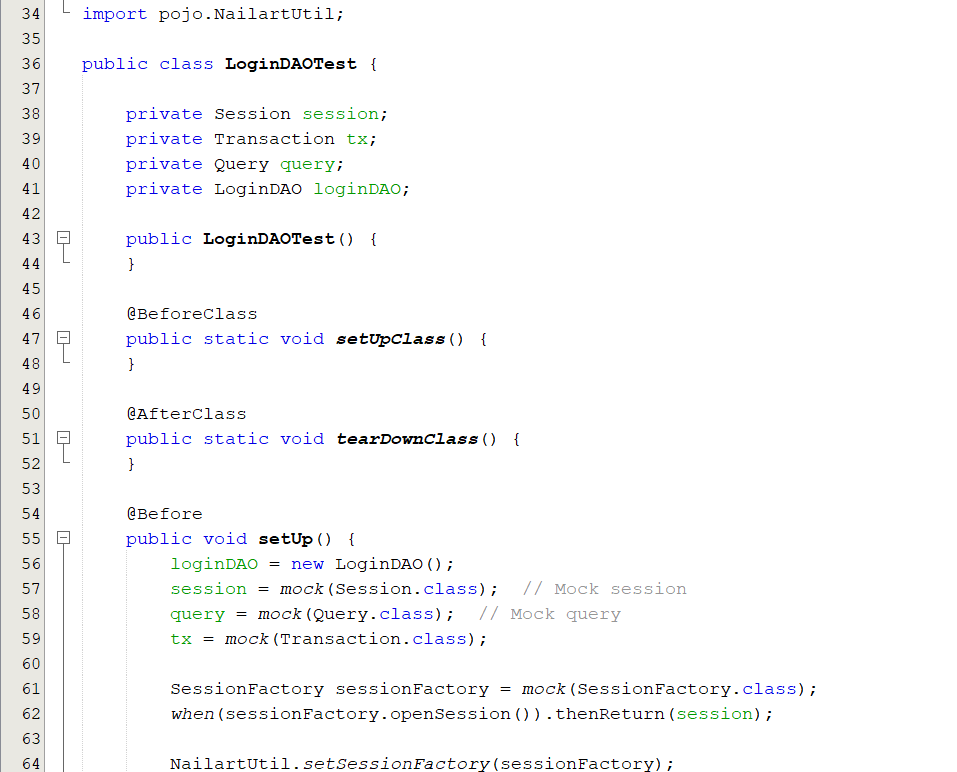 34 import pojo.NailartUtil;
35
36 public class LoginDAOTest {
37
38 private Session session;
39 private Transaction tx;
40 private Query query;
41 private LoginDAO loginDAO;
42
43 public LoginDAOTest() {
44 }
45
46 @BeforeClass
47 public static void setUpClass() {
48 }
49
50 @AfterClass
51 public static void tearDownClass() {
52 }
53
54 @Before
55 public void setUp() {
56 loginDAO = new LoginDAO();
57 session = mock(Session.class);  // Mock session
58 query = mock(Query.class);  // Mock query
59 tx = mock(Transaction.class);
60
61 SessionFactory sessionFactory = mock(SessionFactory.class);
62 when(sessionFactory.openSession()).thenReturn(session);
63
64 NailartUtil.setSessionFactory(sessionFactory);